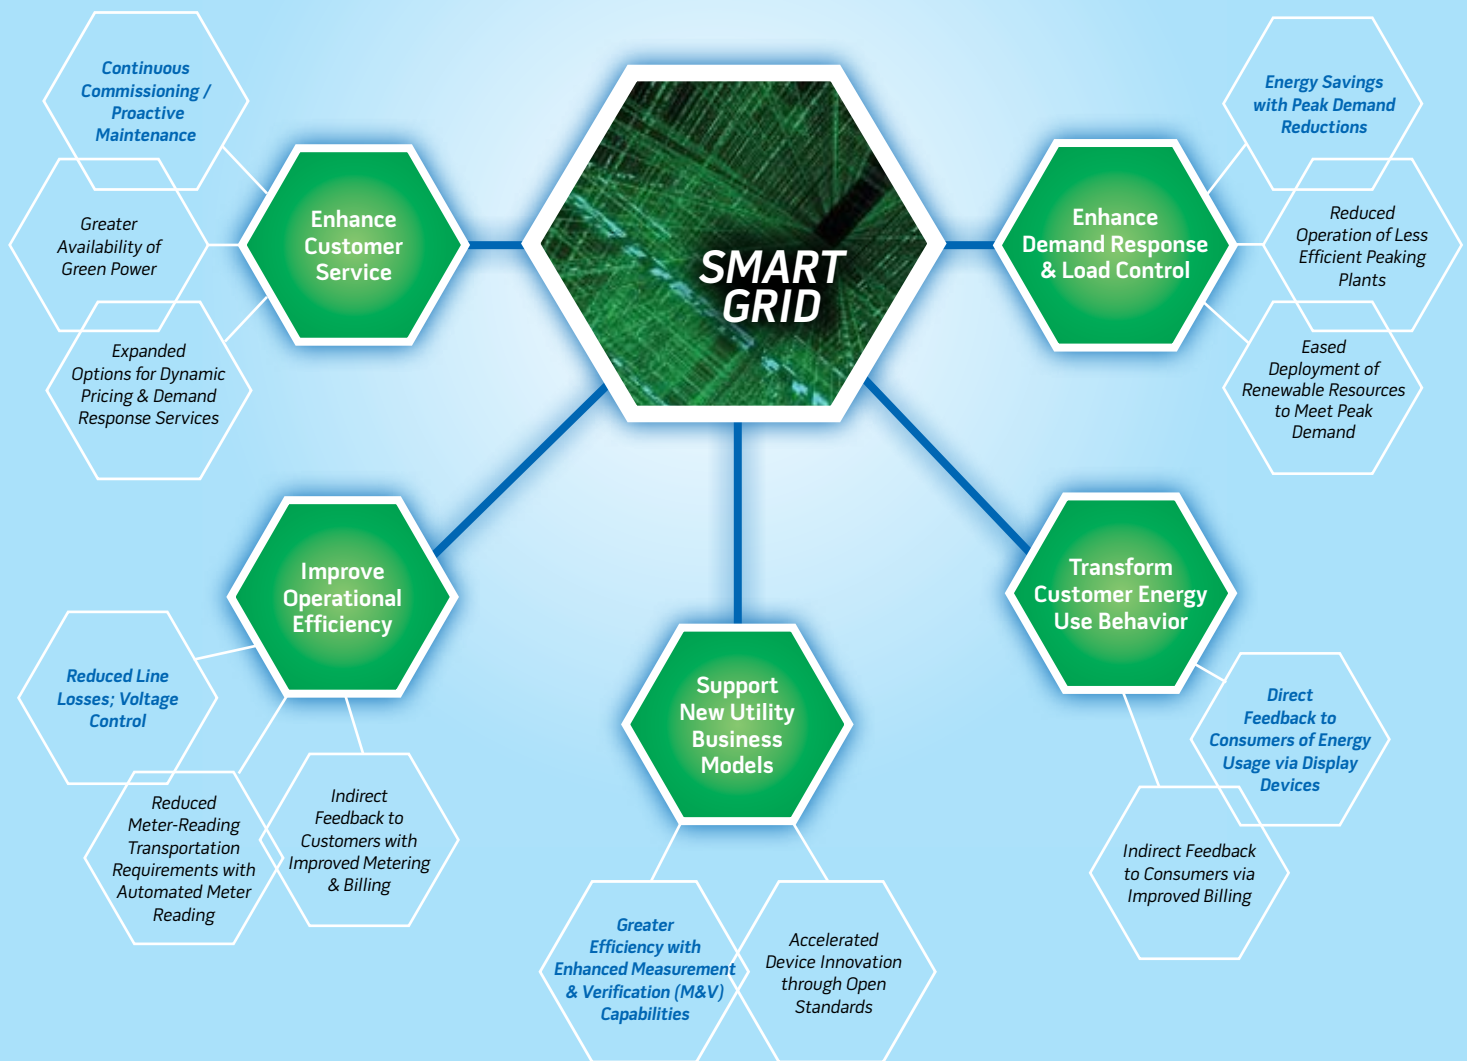 SMART
GRID
Enhance
Customer
Service
Continuous
Commissioning /
Proactive
Maintenance
Greater
Availability of
Green Power
Expanded
Options for Dynamic
Pricing & Demand
Response Services
Enhance
Demand Response
& Load Control
Energy Savings
with Peak Demand
Reductions
Reduced
Operation of Less
Efficient Peaking
Plants
Eased
Deployment of
Renewable Resources
to Meet Peak
Demand
Improve
Operational
Efficiency
Reduced Line
Losses; Voltage
Control
Reduced
Meter-Reading
Transportation
Requirements with
Automated Meter
Reading
Indirect
Feedback to
Customers with
Improved Metering
& Billing
Support
New Utility
Business
Models
Greater
Efficiency with
Enhanced Measurement
& Verification (M&V)
Capabilities
Accelerated
Device Innovation
through Open
Standards
Transform
Customer Energy
Use Behavior
Direct
Feedback to
Consumers of Energy
Usage via Display
Devices
Indirect Feedback
to Consumers via
Improved Billing